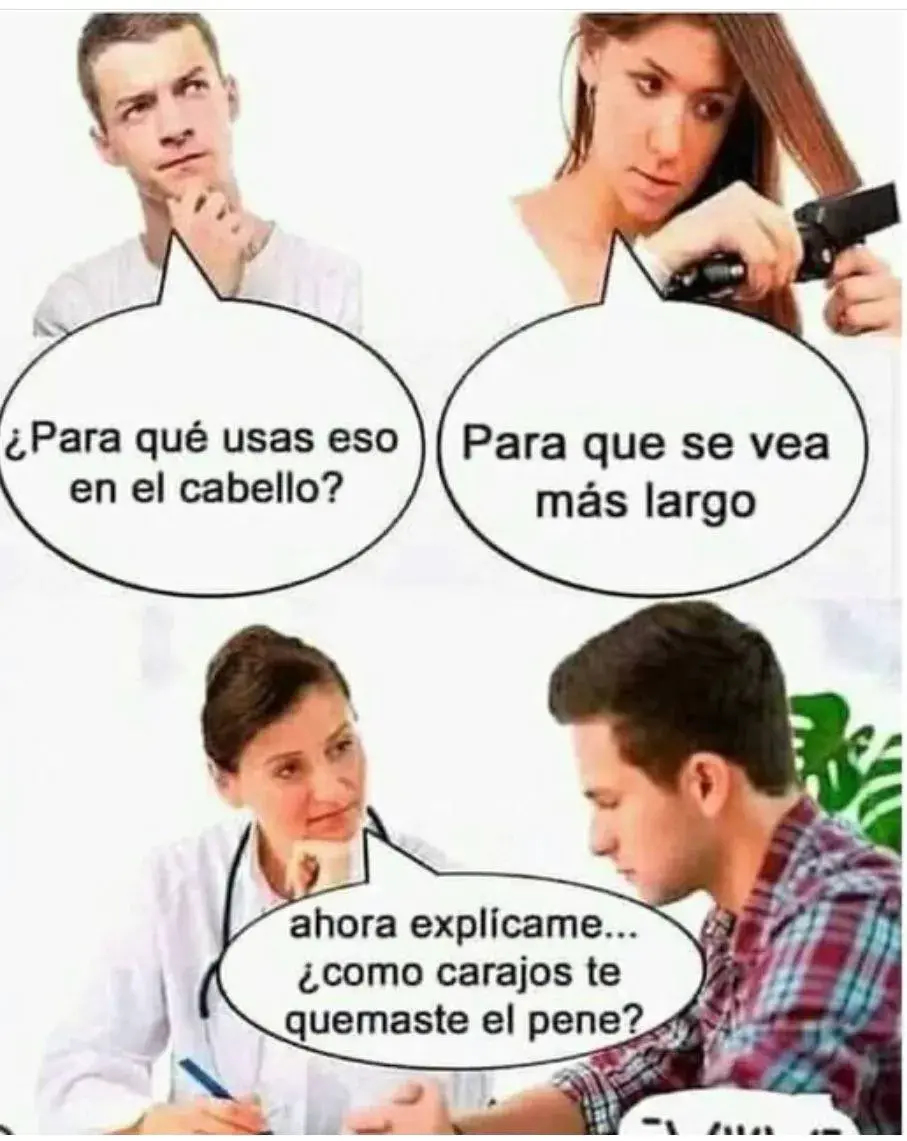 ¿Para qué usas eso
en el cabello?
Para que se vea
más largo
ahora explícame...
¿como carajos te
quemaste el pene?